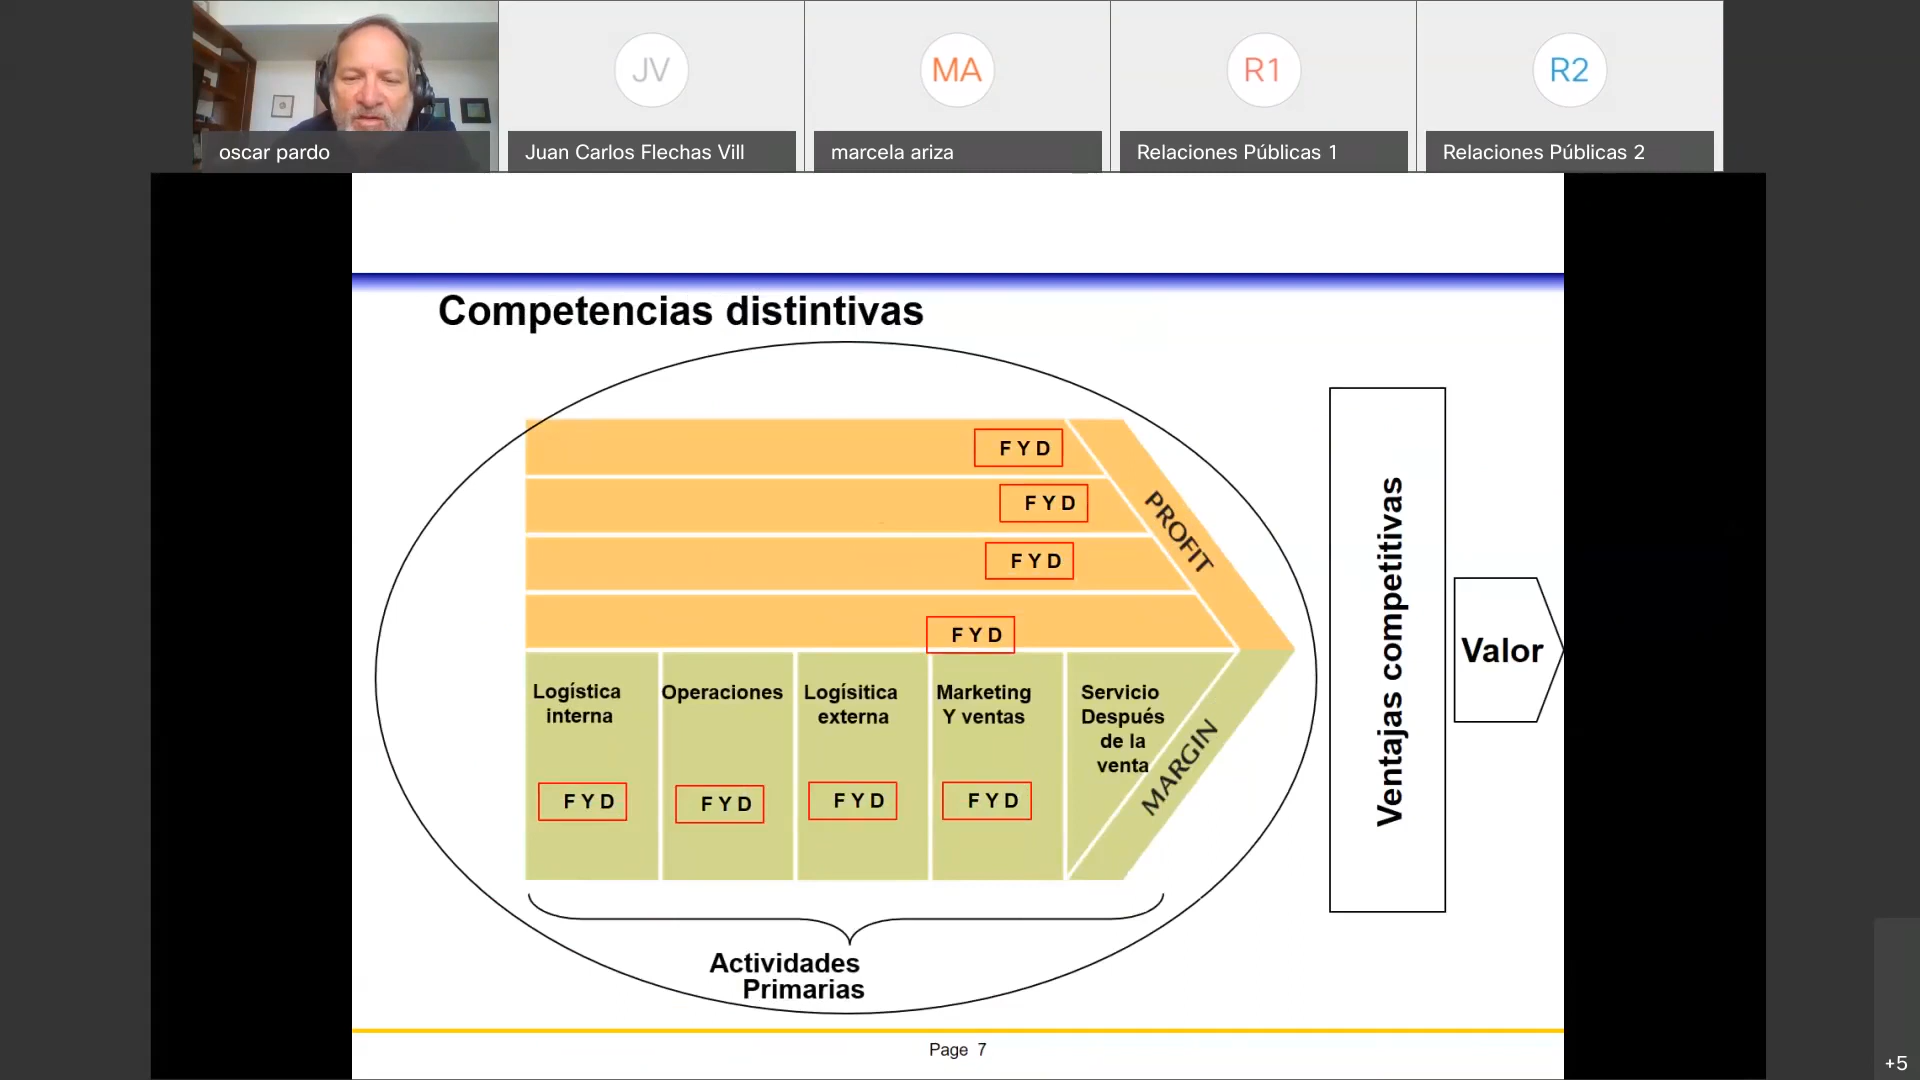 JV
MA
R1
R2
oscar pardo
Juan Carlos Flechas Vill
marcela ariza
Relaciones Públicas 1
Relaciones Públicas 2
Competencias distintivas
F Y D
F Y D
F Y D
F Y D
PROFIT
Logística
interna
Operaciones
Logísitica
externa
Marketing
Y ventas
Servicio
Después
de la
venta
MARGIN
F Y D
F Y D
F Y D
F Y D
Actividades
Primarias
Ventajas competitivas
Valor
Page 7
+5